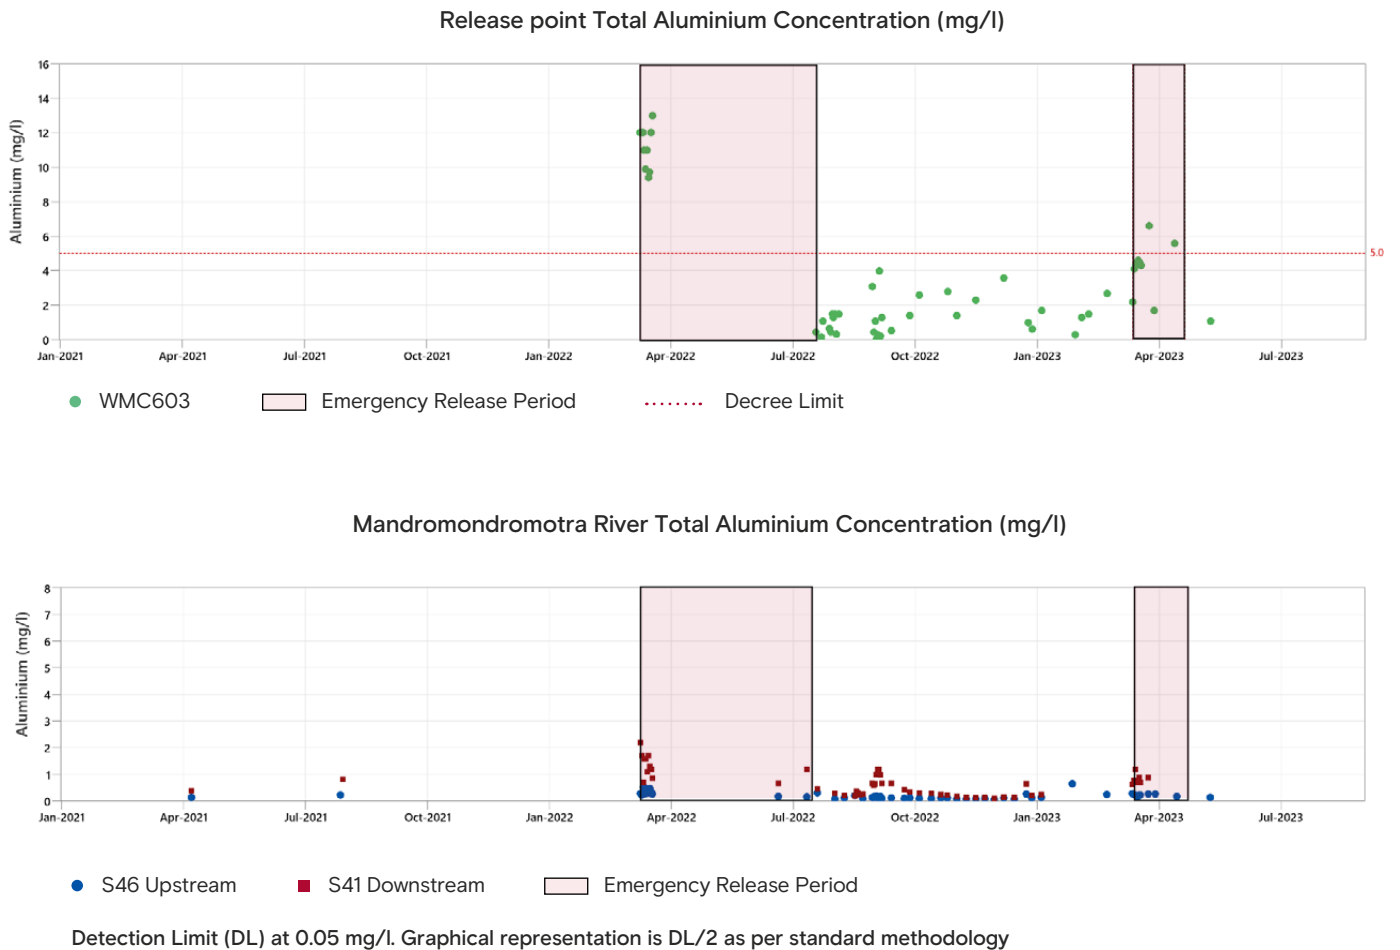 Release point Total Aluminium Concentration (mg/l)
Aluminium (mg/l)
16
14
12
10
8
6
4
2
0
5.0
Jan-2021 Apr-2021 Jul-2021 Oct-2021 Jan-2022 Apr-2022 Jul-2022 Oct-2022 Jan-2023 Apr-2023 Jul-2023
WMC603 Emergency Release Period Decree Limit
Mandromondromotra River Total Aluminium Concentration (mg/l)
Aluminium (mg/l)
8
7
6
5
4
3
2
1
0
Jan-2021 Apr-2021 Jul-2021 Oct-2021 Jan-2022 Apr-2022 Jul-2022 Oct-2022 Jan-2023 Apr-2023 Jul-2023
S46 Upstream S41 Downstream Emergency Release Period
Detection Limit (DL) at 0.05 mg/l. Graphical representation is DL/2 as per standard methodology